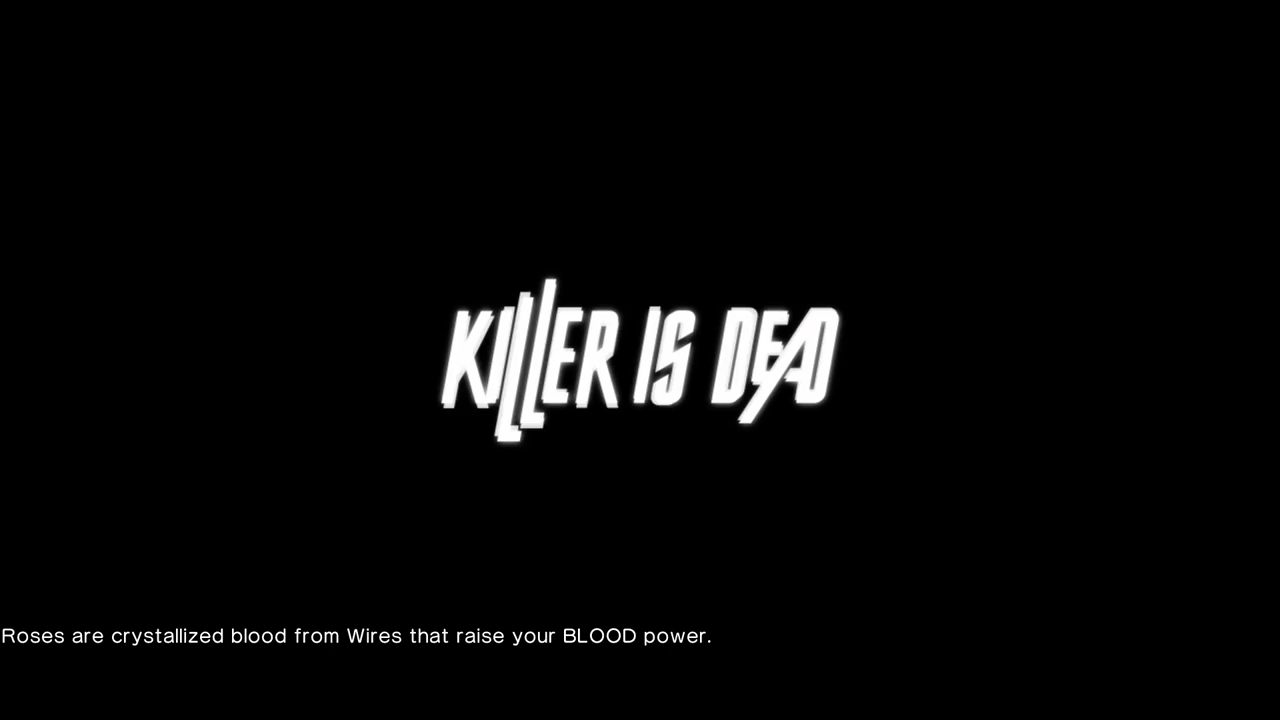 KILLER IS DEAD
Roses are crystallized blood from Wires that raise your BLOOD power.